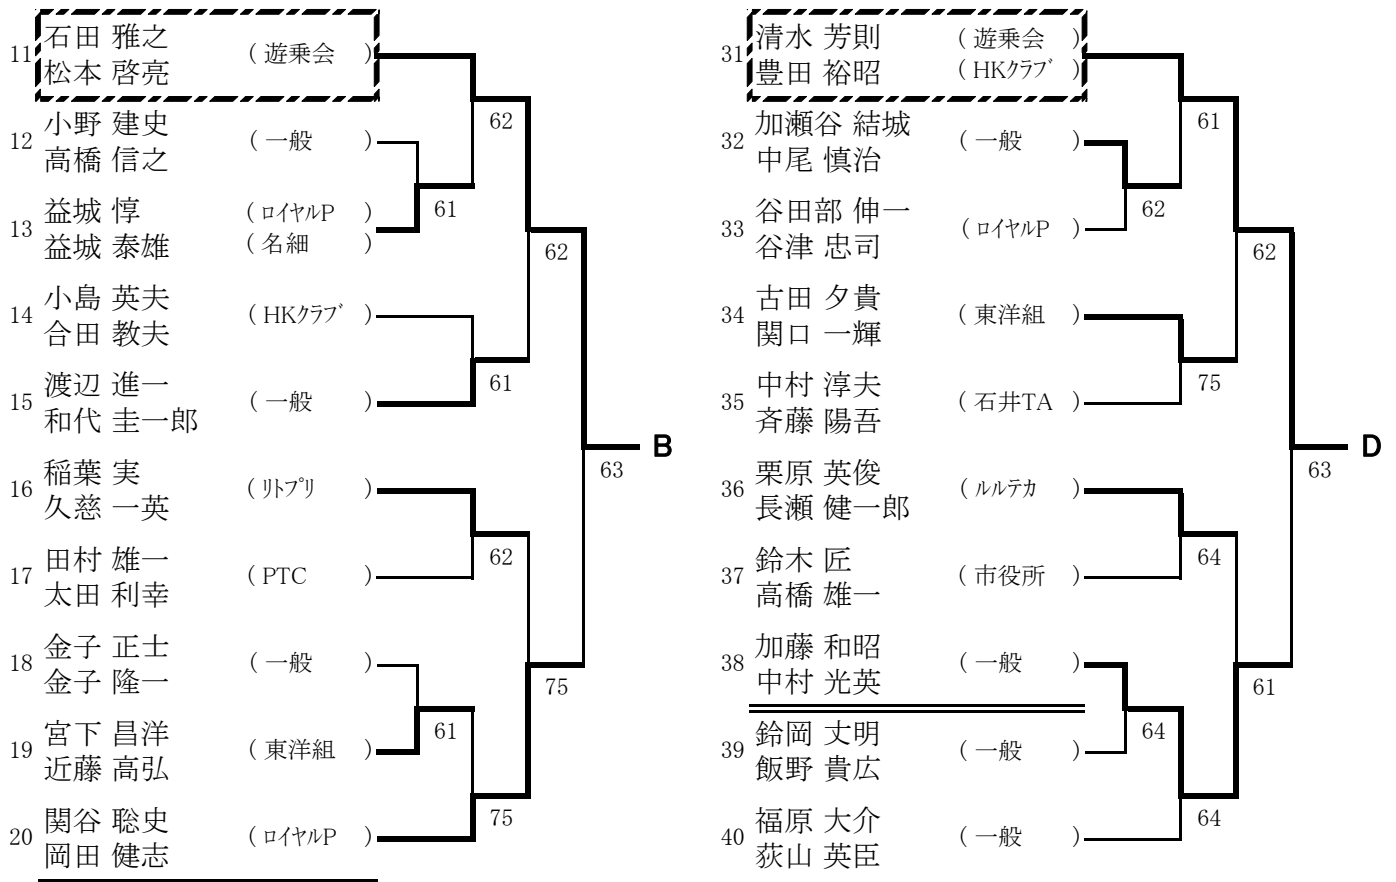 石田 雅之
11 ( 遊乗会 )
松本 啓亮
62
小野 建史
12 ( 一般 )
高橋 信之
61
益城 惇 ( ロイヤルP )
13
益城 泰雄 ( 名細 )
62
小島 英夫
14 ( HKクラブ )
合田 教夫
61
渡辺 進一
15 ( 一般 )
和代 圭一郎
63 B
稲葉 実
16 ( リトプリ )
久慈 一英
62
田村 雄一
17 ( PTC )
太田 利幸
金子 正士
18 ( 一般 )
金子 隆一
75
宮下 昌洋
61
19 ( 東洋組 )
近藤 高弘
75
関谷 聡史
20 ( ロイヤルP )
岡田 健志
清水 芳則 ( 遊乗会 )
31
豊田 裕昭 ( HKクラブ )
61
加瀬谷 結城
32 ( 一般 )
中尾 慎治
62
谷田部 伸一
33 ( ロイヤルP )
谷津 忠司
62
古田 夕貴
34 ( 東洋組 )
関口 一輝
75
中村 淳夫
35 ( 石井TA )
斉藤 陽吾
63 D
栗原 英俊
36 ( ルルテカ )
長瀬 健一郎
64
鈴木 匠
37 ( 市役所 )
高橋 雄一
加藤 和昭
38 ( 一般 )
中村 光英
61
鈴岡 丈明
64
39 ( 一般 )
飯野 貴広
64
福原 大介
40 ( 一般 )
荻山 英臣